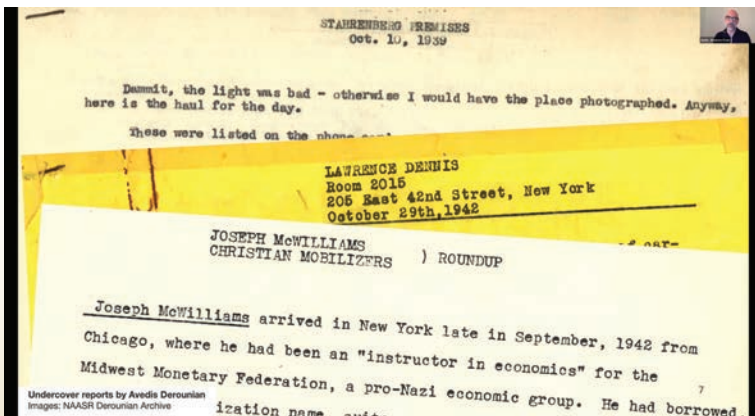 STAHRENBERG PREMISES
Oct. 10, 1939
Dammit, the light was bad - otherwise I would have the place photographed. Anyway,
here is the haul for the day.
These were listed on the phone
LAWRENCE DENNIS
Room 2015
205 East 42nd Street, New York
October 29th, 1942
JOSEPH McWILLIAMS
CHRISTIAN MOBILIZERS ) ROUNDUP
Joseph McWilliams arrived in New York late in September, 1942 from
Chicago, where he had been an "instructor in economics" for the
Midwest Monetary Federation, a pro-Nazi economic group. He had borrowed
ization name
7
Undercover reports by Avedis Derounian
Images: NAASR Derounian Archive